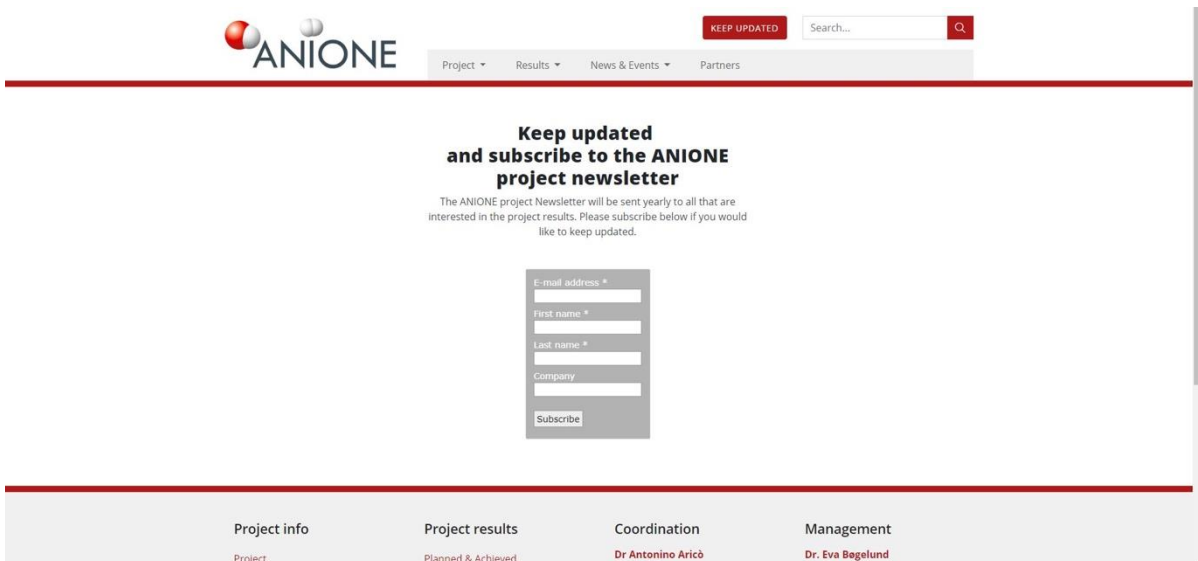 ANIONE
KEEP UPDATED
Search...
Project
Results
News & Events
Partners
Keep updated
and subscribe to the ANIONE
project newsletter
The ANIONE project Newsletter will be sent yearly to all that are
interested in the project results. Please subscribe below if you would
like to keep updated.
E-mail address *
First name *
Last name *
Company
Subscribe
Project info
Project results
Coordination
Management
Project
Planned & Achieved
Dr Antonino Aricò
Dr. Eva Bøgelund